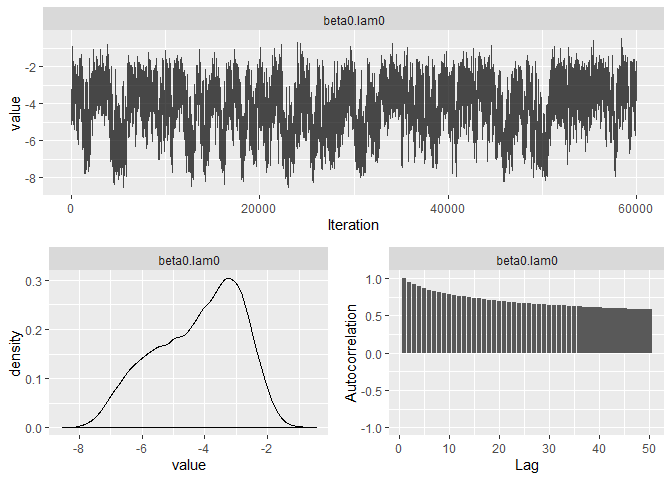 beta0.lam0
-2
-4
-6
-8
value
0 20000 40000 60000
Iteration
beta0.lam0
0.3
0.2
0.1
0.0
density
-8 -6 -4 -2
value
beta0.lam0
1.0
0.5
0.0
-0.5
-1.0
Autocorrelation
0 10 20 30 40 50
Lag